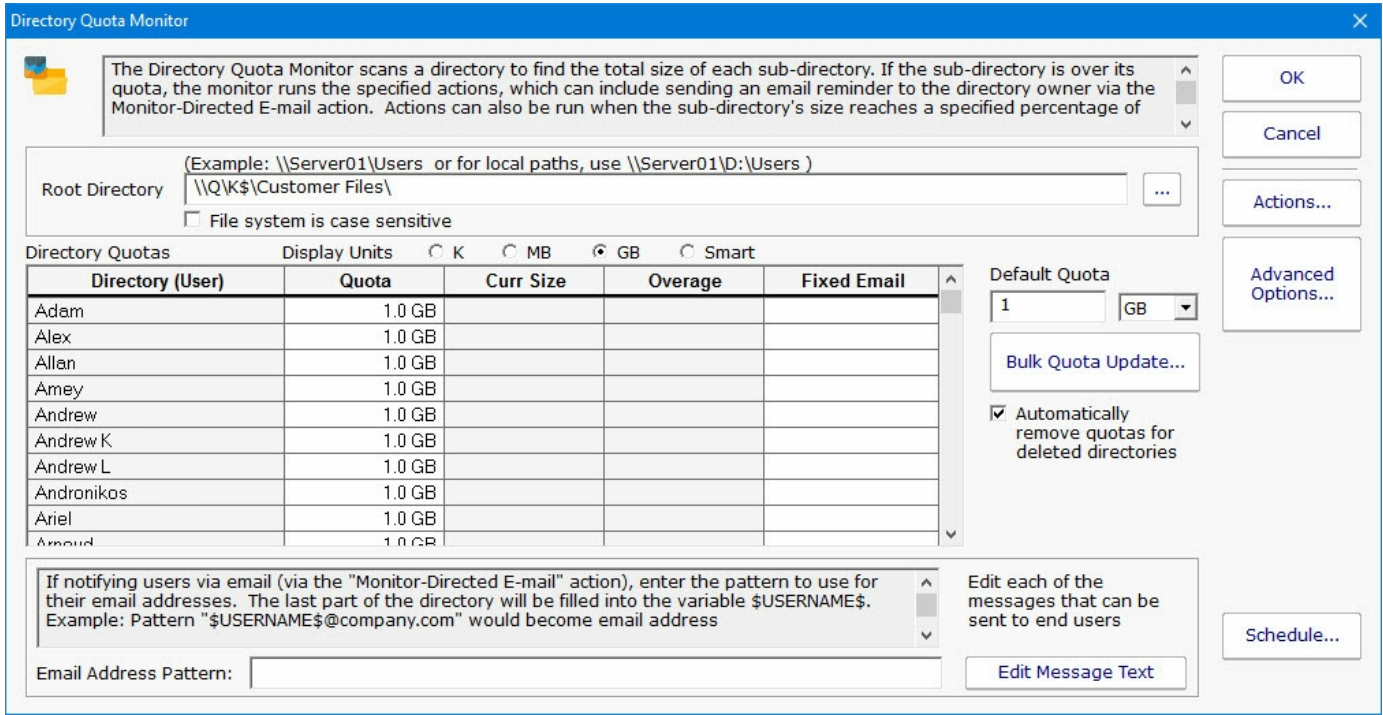 Directory Quota Monitor
The Directory Quota Monitor scans a directory to find the total size of each sub-directory. If the sub-directory is over its
quota, the monitor runs the specified actions, which can include sending an email reminder to the directory owner via the
Monitor-Directed E-mail action.  Actions can also be run when the sub-directory's size reaches a specified percentage of
OK
Cancel
(Example: \\Server01\Users  or for local paths, use \\Server01\D:\Users )
Root Directory \\Q\K$\Customer Files\ ...
File system is case sensitive
Actions...
Advanced
Options...
Directory Quotas Display Units K MB GB Smart
Directory (User) Quota Curr Size Overage Fixed Email
Adam 1.0 GB
Alex 1.0 GB
Allan 1.0 GB
Amey 1.0 GB
Andrew 1.0 GB
Andrew K 1.0 GB
Andrew L 1.0 GB
Andronikos 1.0 GB
Ariel 1.0 GB
Arnoud 1.0 GB
Default Quota
1 GB
Bulk Quota Update...
Automatically
remove quotas for
deleted directories
If notifying users via email (via the "Monitor-Directed E-mail" action), enter the pattern to use for
their email addresses.  The last part of the directory will be filled into the variable $USERNAME$.
Example: Pattern "$USERNAME$@company.com" would become email address
Email Address Pattern:
Edit each of the
messages that can be
sent to end users
Edit Message Text
Schedule...